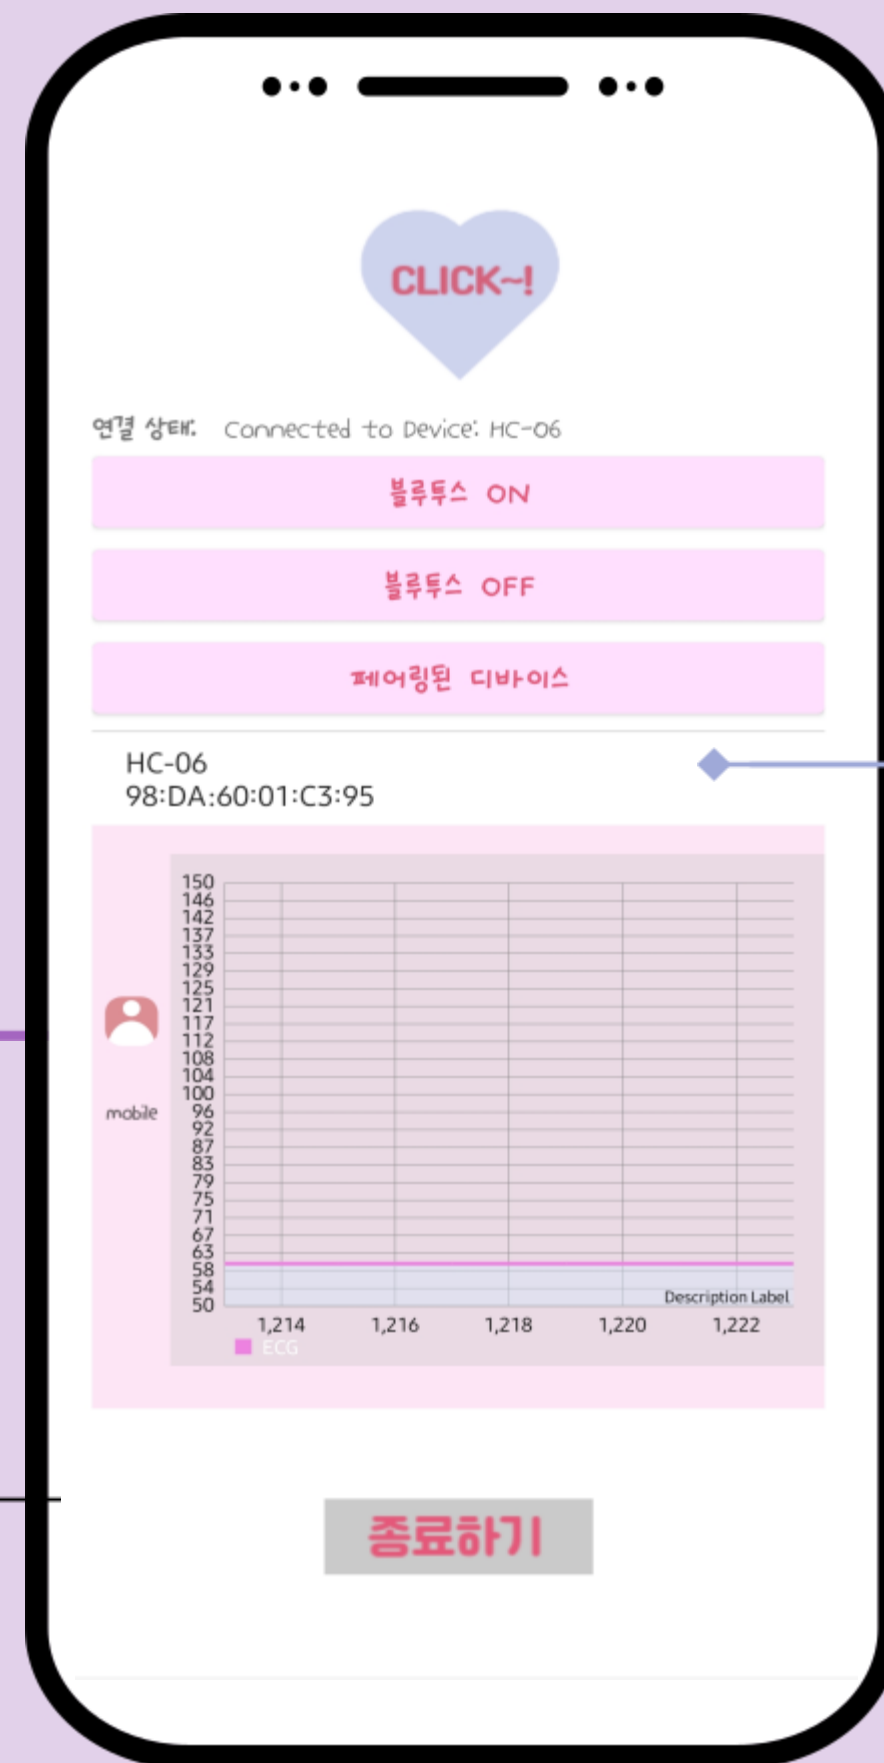 CLICK~!
연결 상태: Connected to Device: HC-06
블루투스 ON
블루투스 OFF
페어링된 디바이스
HC-06
98:DA:60:01:C3:95
150
146
142
137
133
129
125
121
117
112
108
104
100
mobile
96
92
87
83
79
75
71
67
63
58
54
50
Description Label
1,214 1,216 1,218 1,220 1,222
ECG
종료하기